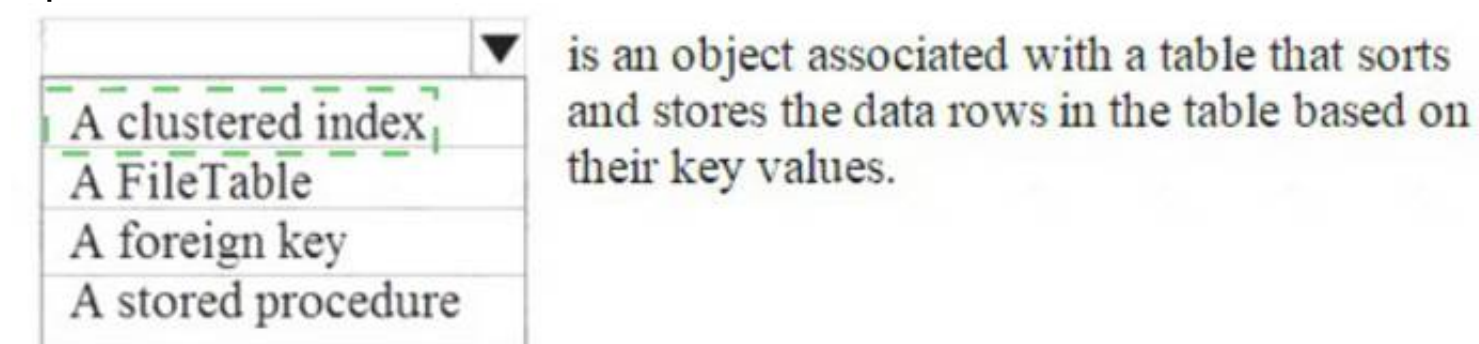 is an object associated with a table that sorts
and stores the data rows in the table based on
their key values.
A clustered index
A FileTable
A foreign key
A stored procedure